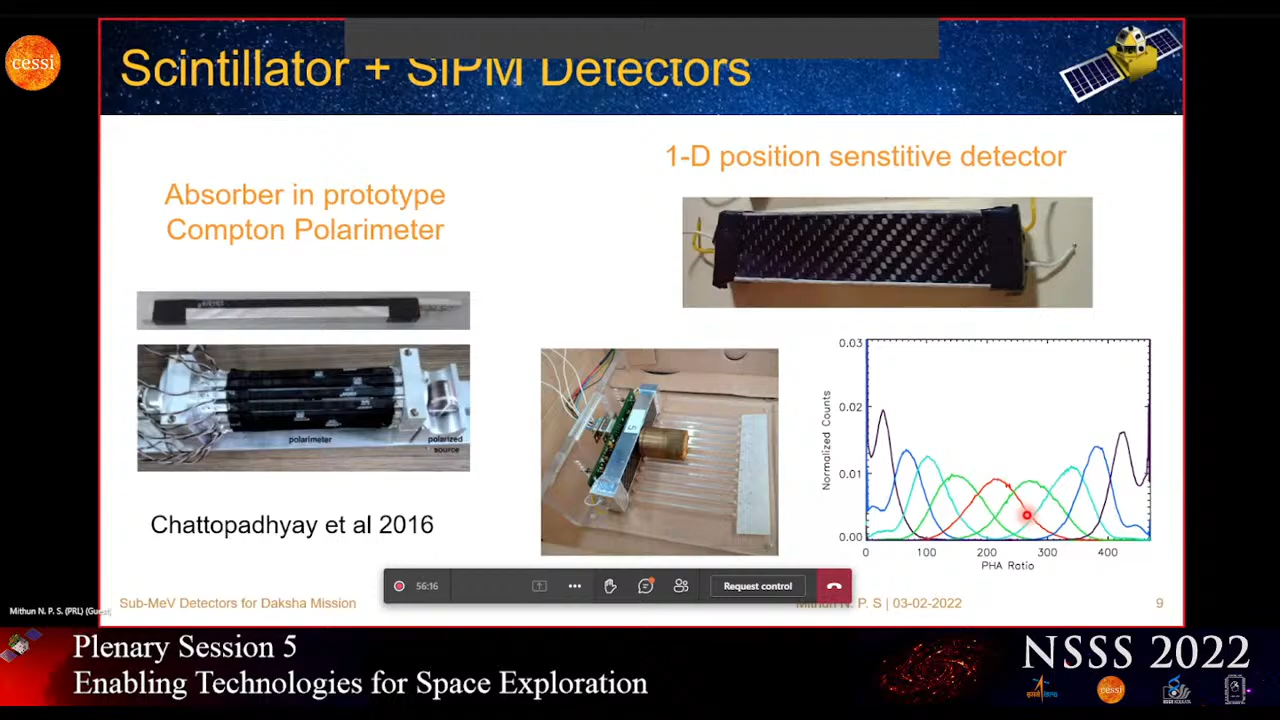 cessi
Scintillator + SiPM Detectors
1-D position senstitive detector
Absorber in prototype
Compton Polarimeter
polarimeter
polarized
source
Chattopadhyay et al 2016
Normalized Counts
0.03
0.02
0.01
0.00
0
100
200
300
400
PHA Ratio
56:16
Request control
Mithun N. P. S (PRL) (Guest)
Sub-MeV Detectors for Daksha Mission
Mithun N. P. S | 03-02-2022
9
Plenary Session 5
Enabling Technologies for Space Exploration
NSSS 2022
cessi